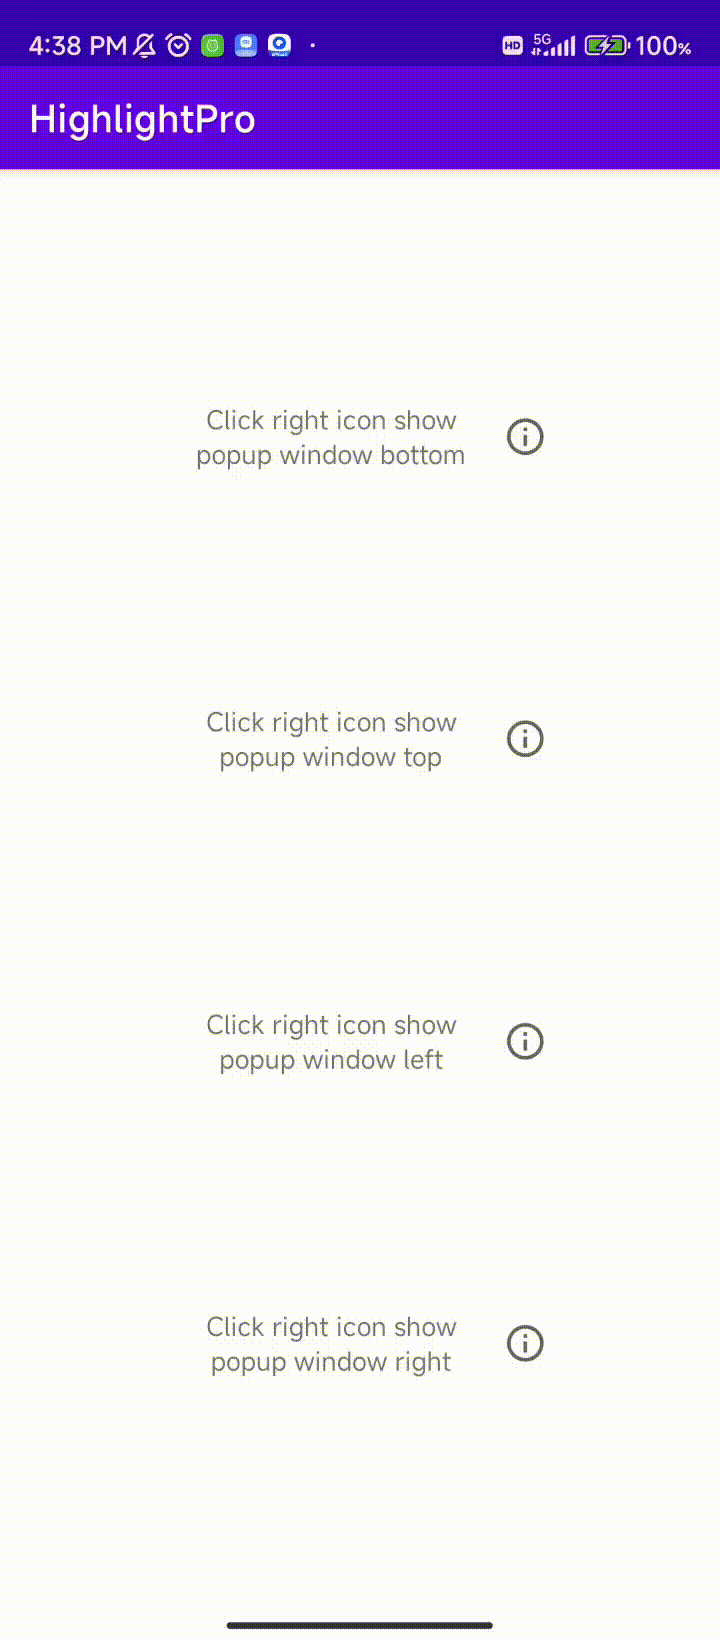 4:38 PM HD 5G 100%
HighlightPro
Click right icon show
popup window bottom
Click right icon show
popup window top
Click right icon show
popup window left
Click right icon show
popup window right